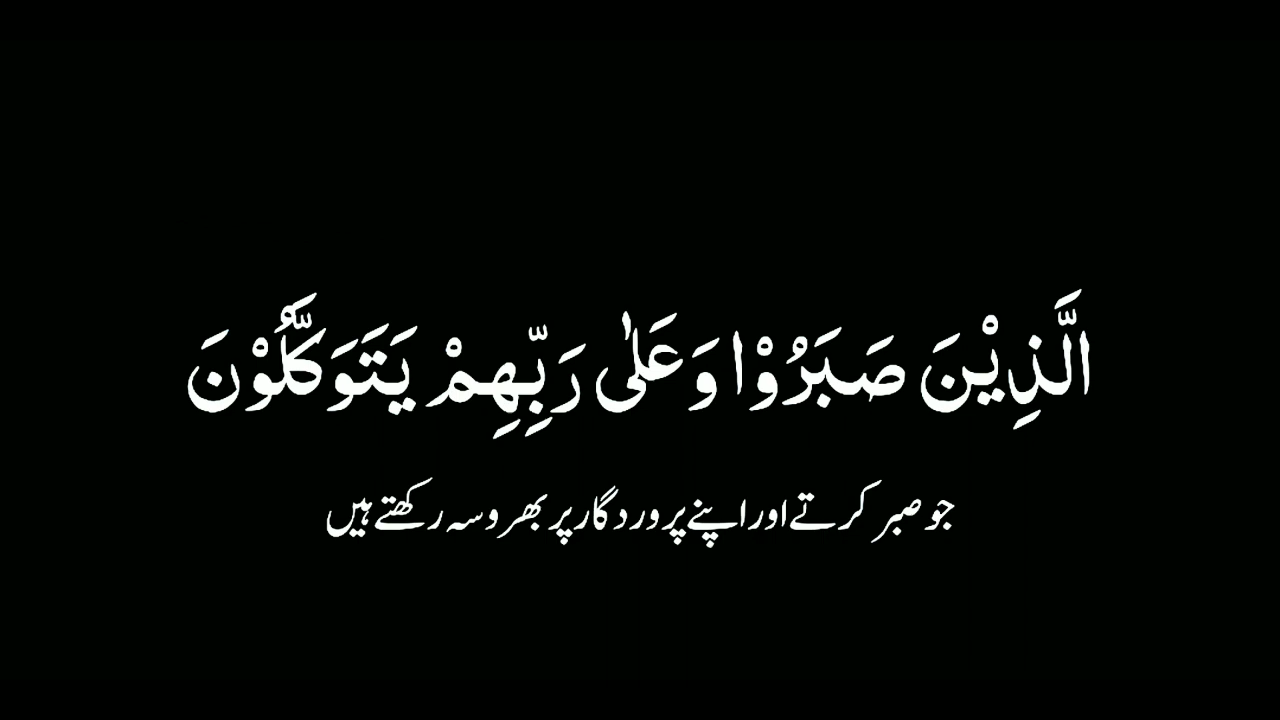 الَّذِيْنَ صَبَرُوْا وَعَلٰى رَبِّهِمْ يَتَوَكَّلُوْنَ
جو صبر کرتے اور اپنے پروردگار پر بھروسہ رکھتے ہیں